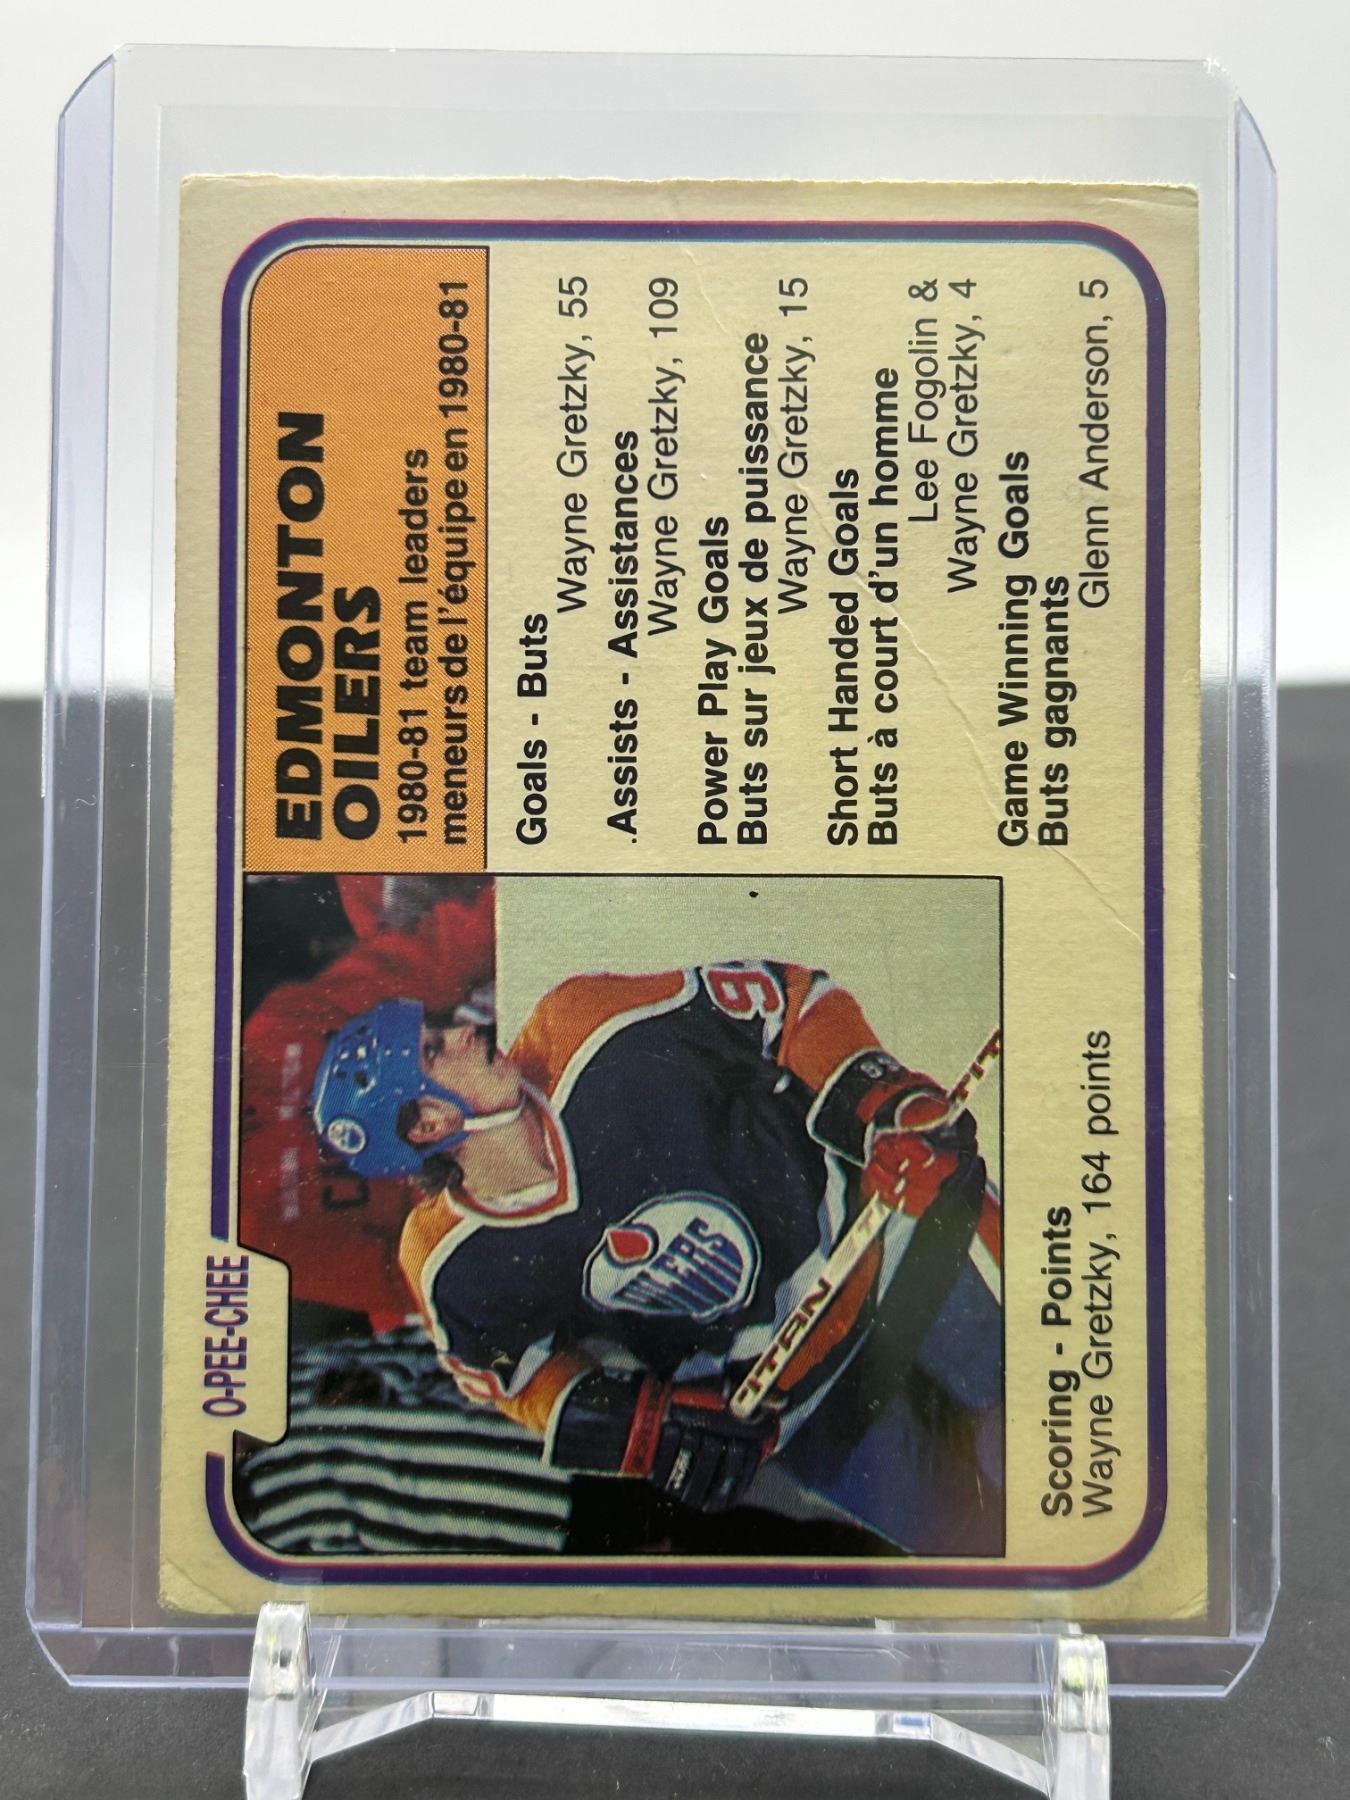 O-PEE-CHEE
EDMONTON
OILERS
1980-81 team leaders
meneurs de l'équipe en 1980-81
Goals - Buts
Wayne Gretzky, 55
.Assists - Assistances
Wayne Gretzky, 109
Power Play Goals
Buts sur jeux de puissance
Wayne Gretzky, 15
Short Handed Goals
Buts à court d'un homme
Lee Fogolin &
Wayne Gretzky, 4
Game Winning Goals
Buts gagnants
Glenn Anderson, 5
OILERS
TITAN
Scoring - Points
Wayne Gretzky, 164 points